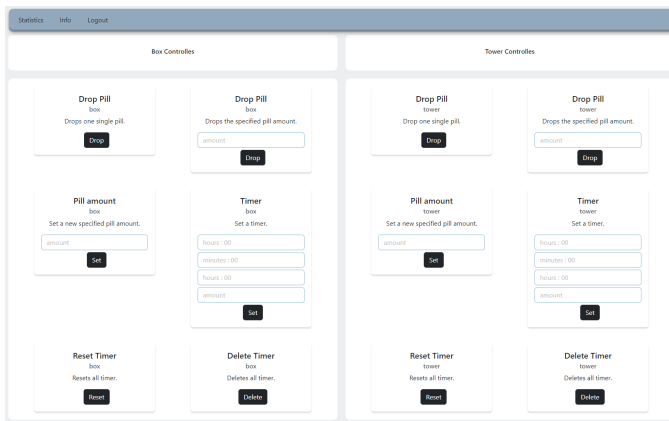 Statistics Info Logout
Box Controlles
Tower Controlles
Drop Pill
box
Drops one single pill.
Drop
Drop Pill
box
Drops the specified pill amount.
amount
Drop
Pill amount
box
Set a new specified pill amount.
amount
Set
Timer
box
Set a timer.
hours : 00
minutes : 00
hours : 00
amount
Set
Reset Timer
box
Resets all timer.
Reset
Delete Timer
box
Deletes all timer.
Delete
Drop Pill
tower
Drop one single pill.
Drop
Drop Pill
tower
Drops the specified pill amount.
amount
Drop
Pill amount
tower
Set a new specified pill amount.
amount
Set
Timer
tower
Set a timer.
hours : 00
minutes : 00
hours : 00
amount
Set
Reset Timer
tower
Resets all timer.
Reset
Delete Timer
tower
Deletes all timer.
Delete